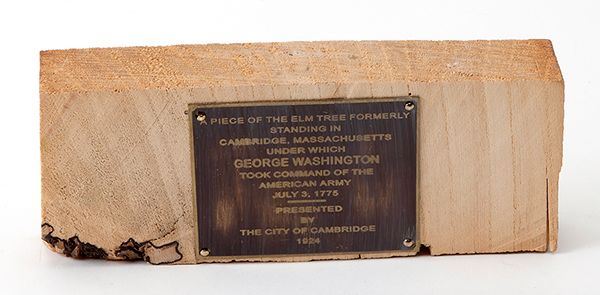 A PIECE OF THE ELM TREE FORMERLY
STANDING IN
CAMBRIDGE, MASSACHUSETTS
UNDER WHICH
GEORGE WASHINGTON
TOOK COMMAND OF THE
AMERICAN ARMY
JULY 3, 1775
PRESENTED
BY
THE CITY OF CAMBRIDGE
1924